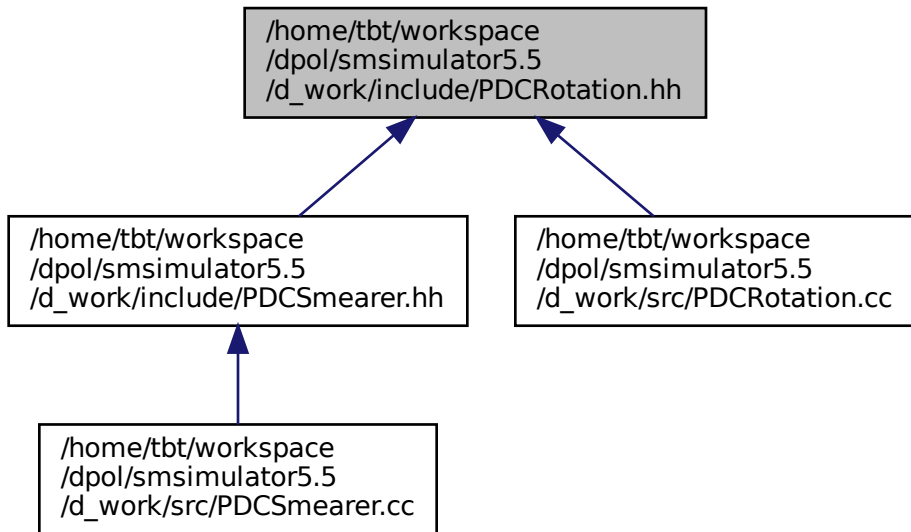 /home/tbt/workspace
/dpol/smsimulator5.5
/d_work/include/PDCRotation.hh
/home/tbt/workspace
/dpol/smsimulator5.5
/d_work/include/PDCSmearer.hh
/home/tbt/workspace
/dpol/smsimulator5.5
/d_work/src/PDCRotation.cc
/home/tbt/workspace
/dpol/smsimulator5.5
/d_work/src/PDCSmearer.cc